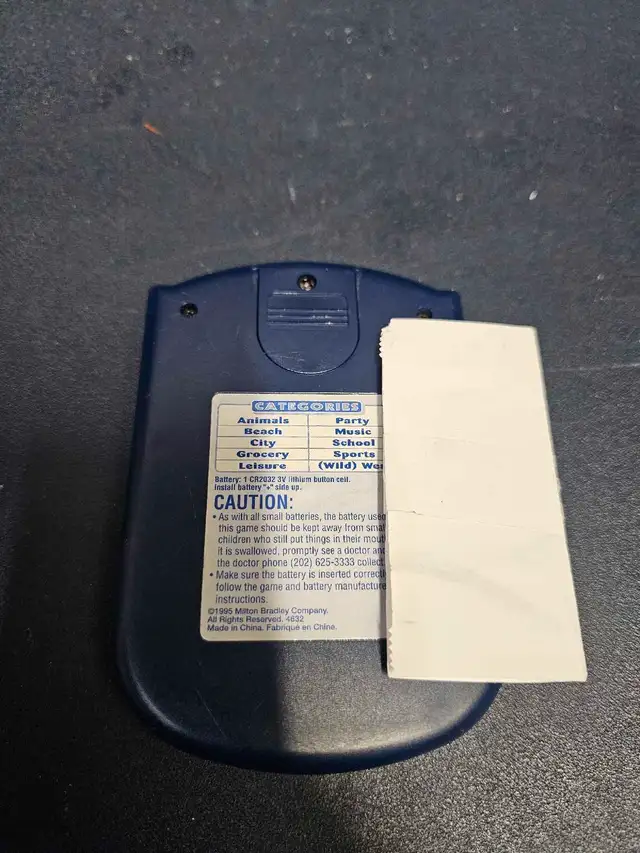 CATEGORIES
Animals Party
Beach Music
City School
Grocery Sports
Leisure (Wild) We
Battery: 1 CR2032 3V lithium button cell.
Install battery "+" side up.
CAUTION:
• As with all small batteries, the battery used
this game should be kept away from small
children who still put things in their mout
it is swallowed, promptly see a doctor and
the doctor phone (202) 625-3333 collect.
• Make sure the battery is inserted correctl
follow the game and battery manufacture
instructions.
©1995 Milton Bradley Company.
All Rights Reserved. 4632
Made in China. Fabriqué en Chine.